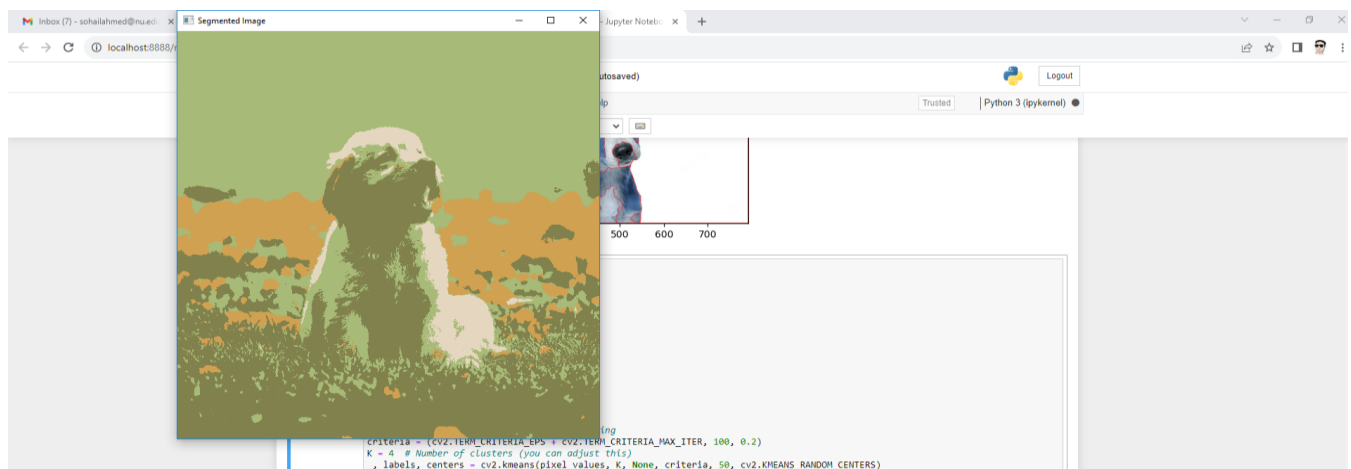 Inbox (7) - sohailahmed@nu.ed
Segmented Image
- Jupyter Notebo
localhost:8888/
utosaved)
Logout
lp
Trusted
Python 3 (ipykernel)
500 600 700
ing
criteria = (cv2.TERM_CRITERIA_EPS + cv2.TERM_CRITERIA_MAX_ITER, 100, 0.2)
K = 4 # Number of clusters (you can adjust this)
_, labels, centers = cv2.kmeans(pixel_values, K, None, criteria, 50, cv2.KMEANS_RANDOM_CENTERS)